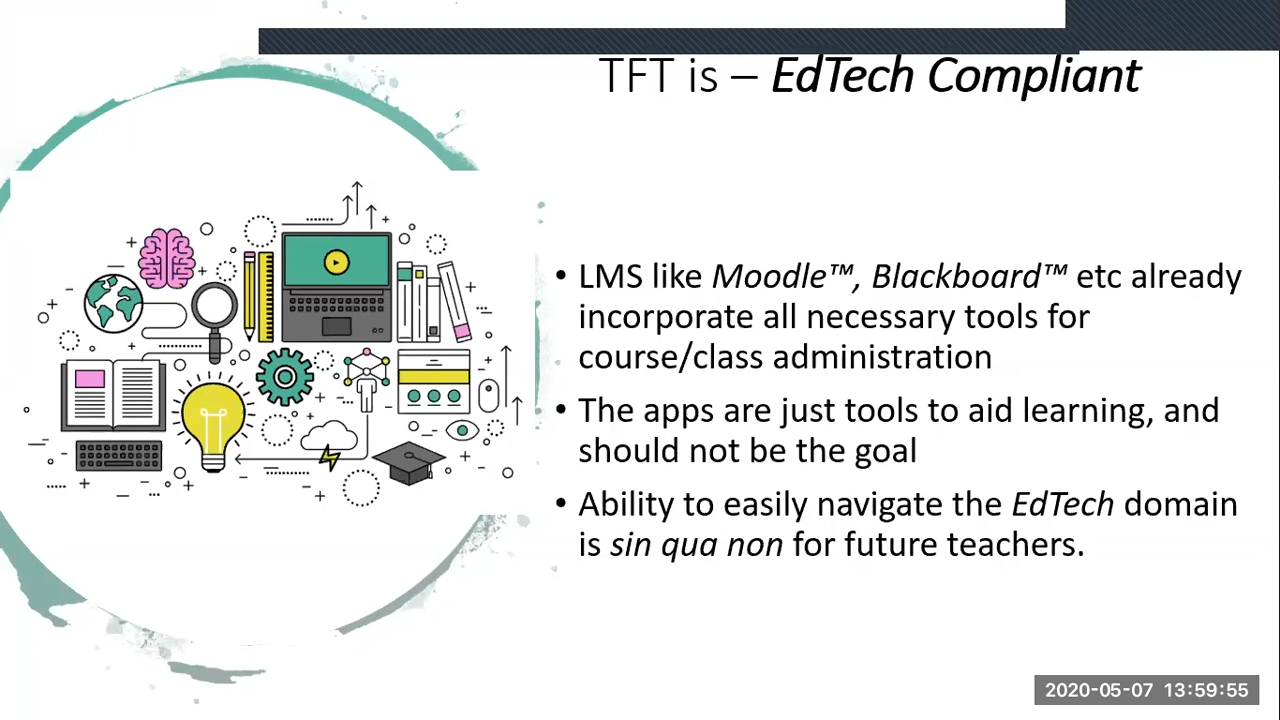 TFT is – EdTech Compliant
• LMS like Moodle™, Blackboard™ etc already
incorporate all necessary tools for
course/class administration
• The apps are just tools to aid learning, and
should not be the goal
• Ability to easily navigate the EdTech domain
is sin qua non for future teachers.
2020-05-07 13:59:55